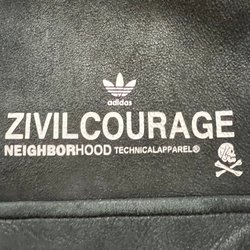 adidas
ZIVILCOURAGE
NEIGHBORHOOD TECHNICALAPPAREL®